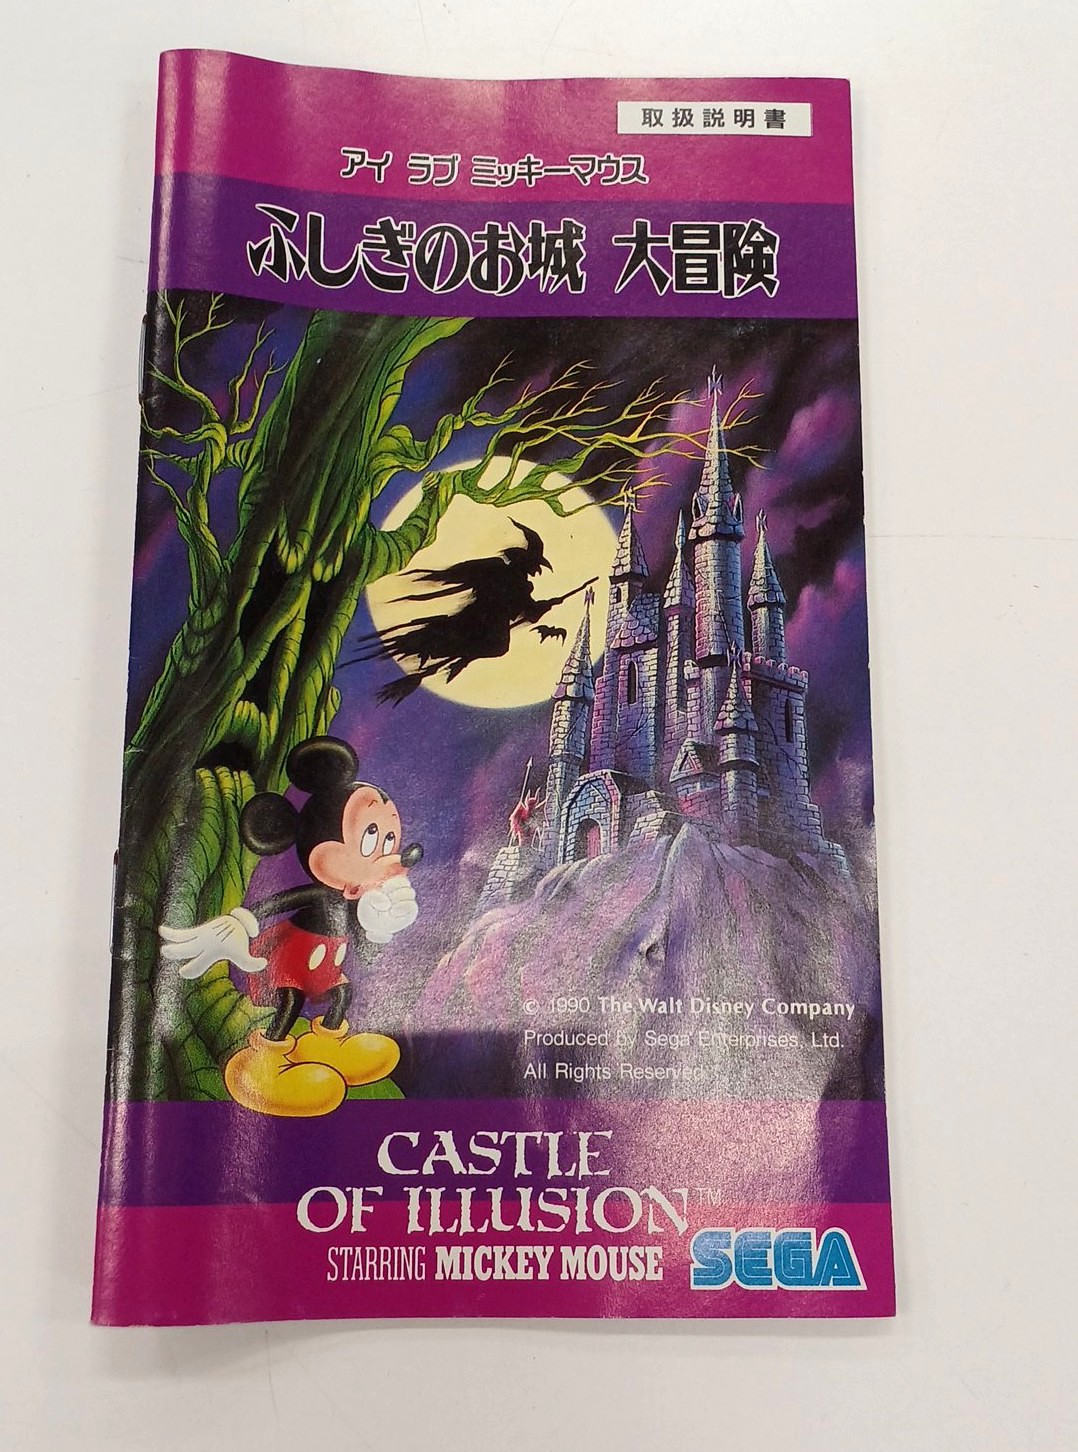 取扱説明書
アイ ラブ ミッキーマウス
ふしぎのお城 大冒険
© 1990 The Walt Disney Company
Produced by Sega Enterprises, Ltd.
All Rights Reserved.
CASTLE
OF ILLUSION™
STARRING MICKEY MOUSE
SEGA